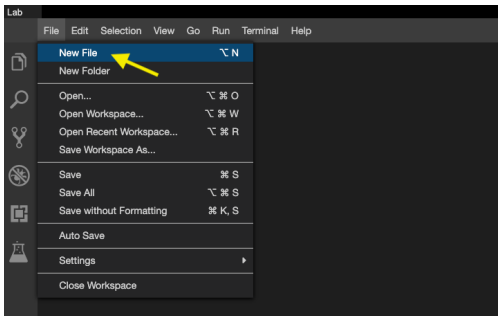 Lab
File Edit Selection View Go Run Terminal Help
New File ⌥ N
New Folder
Open... ⌥ ⌘ O
Open Workspace... ⌥ ⌘ W
Open Recent Workspace... ⌥ ⌘ R
Save Workspace As...
Save ⌘ S
Save All ⌥ ⌘ S
Save without Formatting ⌘ K, S
Auto Save
Settings
Close Workspace